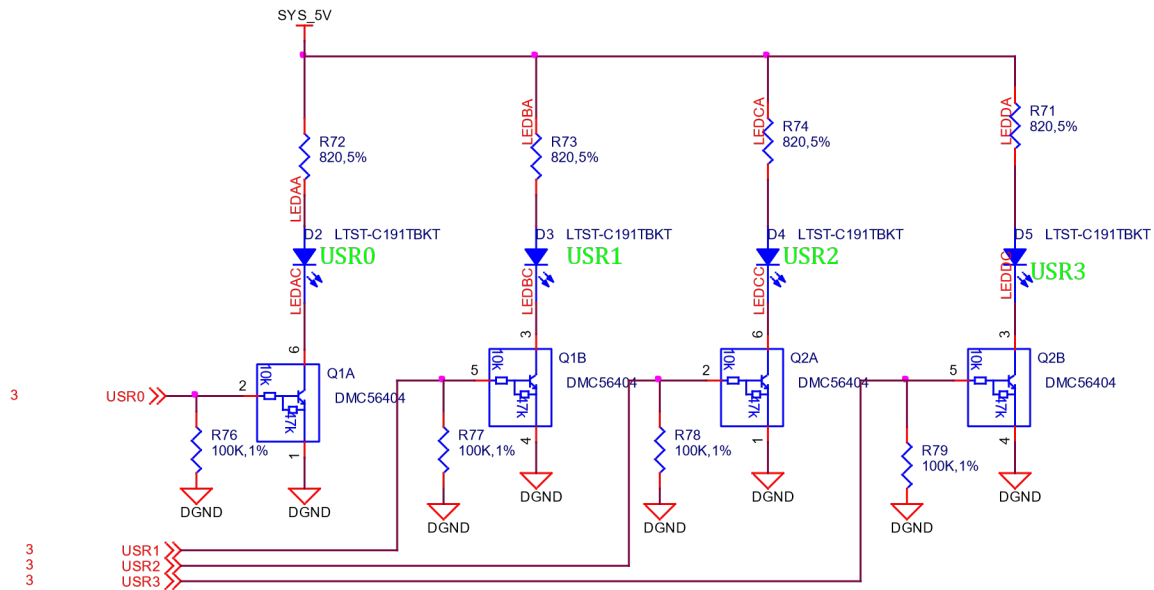 SYS_5V
LEDBA
LEDCA
LEDDA
R71
820,5%
R72
820,5%
R73
820,5%
R74
820,5%
LEDAA
D2 LTST-C191TBKT
USR0
D3 LTST-C191TBKT
USR1
D4 LTST-C191TBKT
USR2
D5 LTST-C191TBKT
USR3
LEDAC
LEDBC
LEDCC
LEDDC
6
3
6
3
10k
47k
Q1A
DMC56404
10k
47k
Q1B
DMC56404
10k
47k
Q2A
DMC56404
10k
47k
Q2B
DMC56404
3
USR0
2
5
2
5
R76
100K,1%
R77
100K,1%
R78
100K,1%
R79
100K,1%
1
4
1
4
DGND
DGND
DGND
DGND
DGND
DGND
DGND
DGND
3 USR1
3 USR2
3 USR3